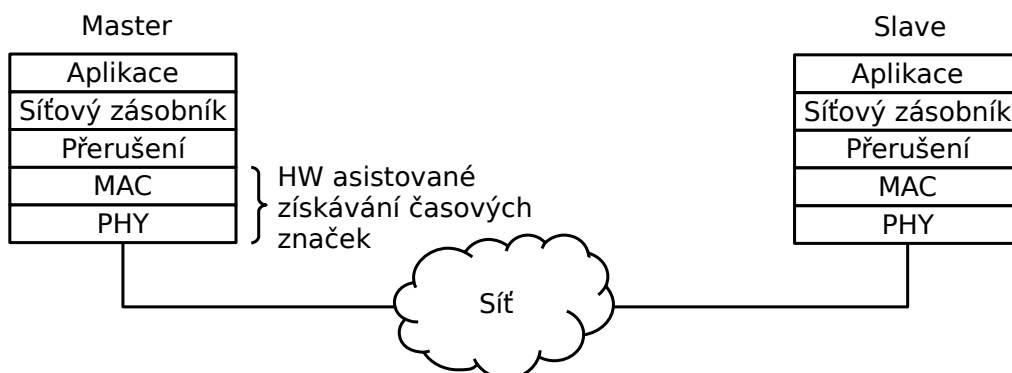 Master
Aplikace
Síťový zásobník
Přerušení
MAC
PHY
HW asistované
získávání časových
značek
Síť
Slave
Aplikace
Síťový zásobník
Přerušení
MAC
PHY